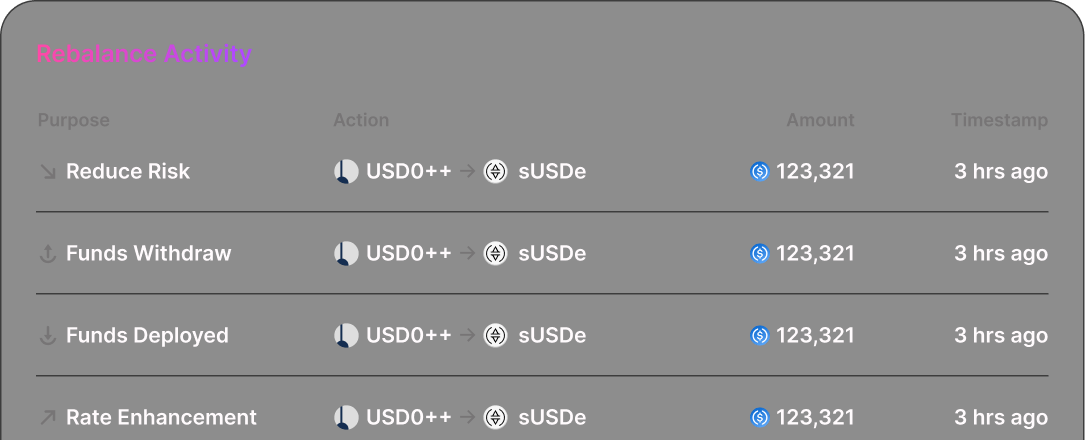 Rebalance Activity
Purpose Action Amount Timestamp
Reduce Risk USD0++ → sUSDe 123,321 3 hrs ago
Funds Withdraw USD0++ → sUSDe 123,321 3 hrs ago
Funds Deployed USD0++ → sUSDe 123,321 3 hrs ago
Rate Enhancement USD0++ → sUSDe 123,321 3 hrs ago